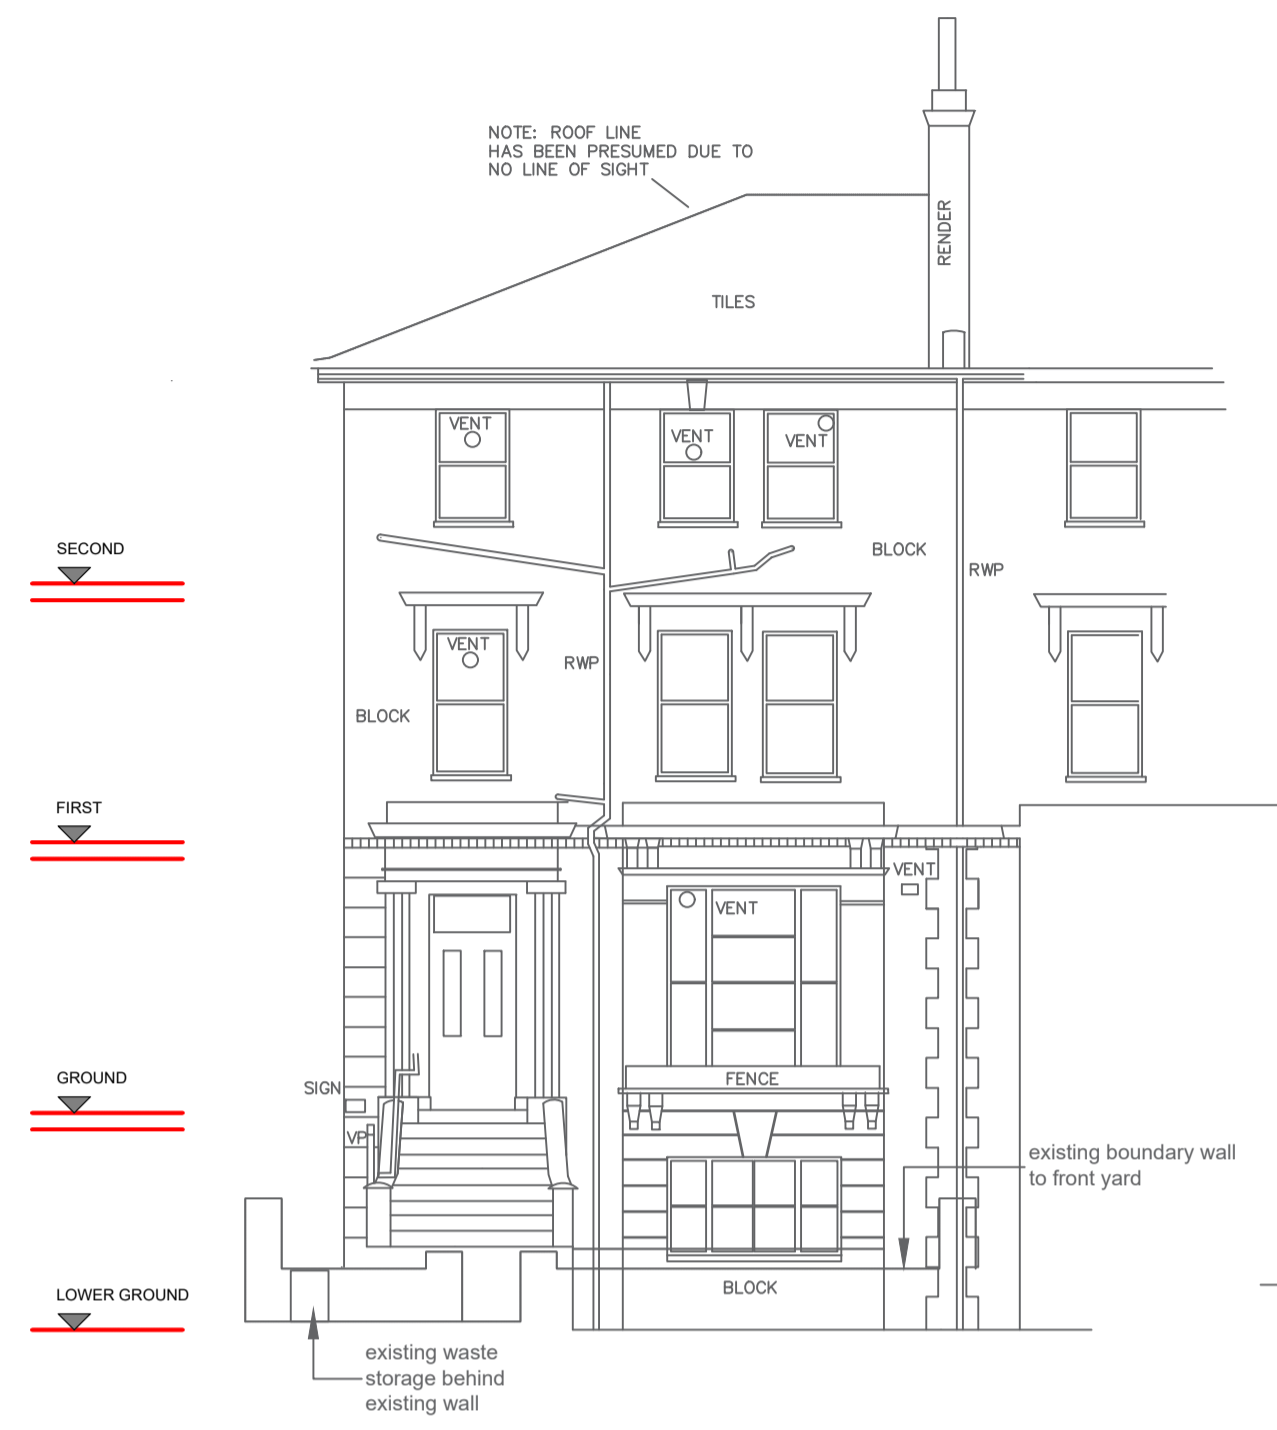 NOTE: ROOF LINE
HAS BEEN PRESUMED DUE TO
NO LINE OF SIGHT
RENDER
TILES
VENT
VENT
VENT
SECOND
BLOCK
RWP
VENT
RWP
BLOCK
FIRST
VENT
VENT
GROUND
FENCE
SIGN
VP
existing boundary wall
to front yard
LOWER GROUND
BLOCK
existing waste
storage behind
existing wall